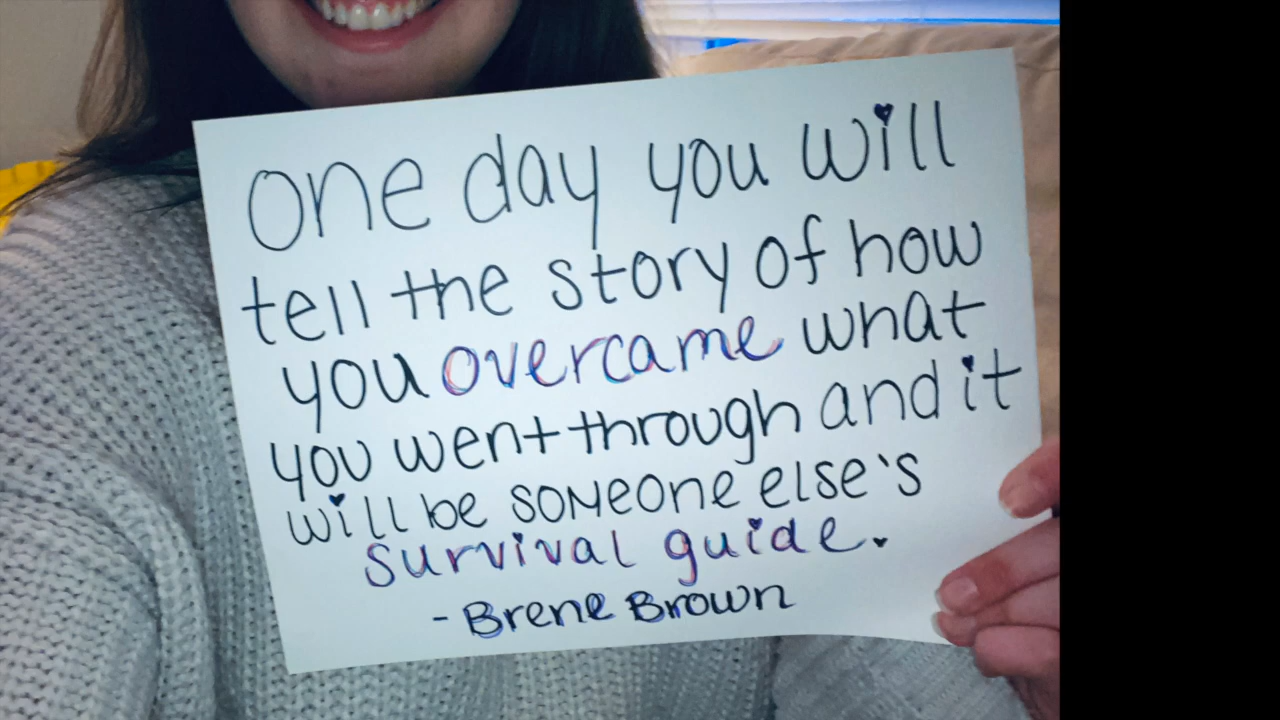 one day you will
tell the story of how
you overcame what
you went through and it
will be someone else's
survival guide.
- Brene Brown